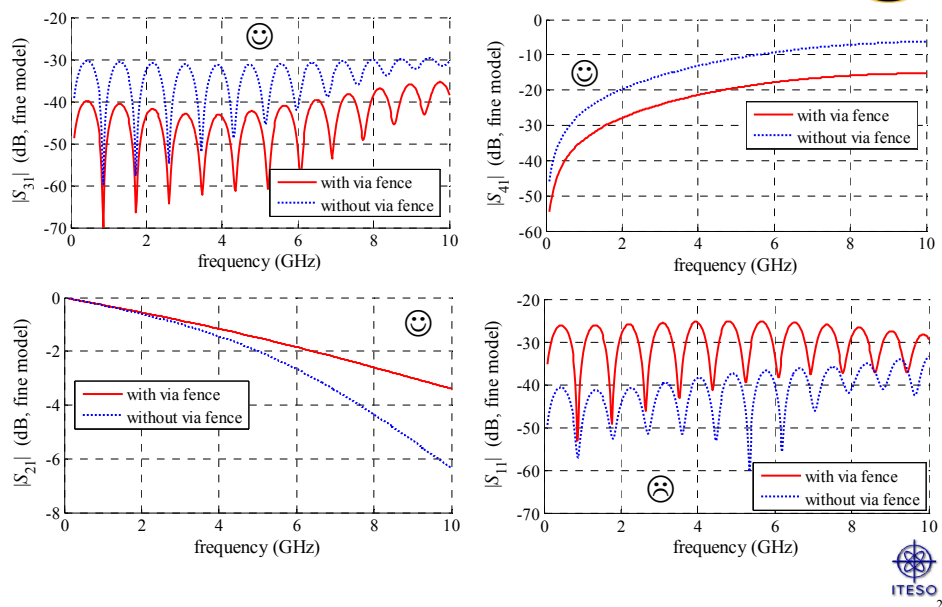 -20
-30
-40
-50
-60
-70
0
2
4
6
8
10
|S31| (dB, fine model)
frequency (GHz)
with via fence
without via fence
0
-10
-20
-30
-40
-50
-60
0
2
4
6
8
10
|S41| (dB, fine model)
frequency (GHz)
with via fence
without via fence
0
-2
-4
-6
-8
0
2
4
6
8
10
|S21| (dB, fine model)
frequency (GHz)
with via fence
without via fence
-20
-30
-40
-50
-60
-70
0
2
4
6
8
10
|S11| (dB, fine model)
frequency (GHz)
with via fence
without via fence
ITESO
2